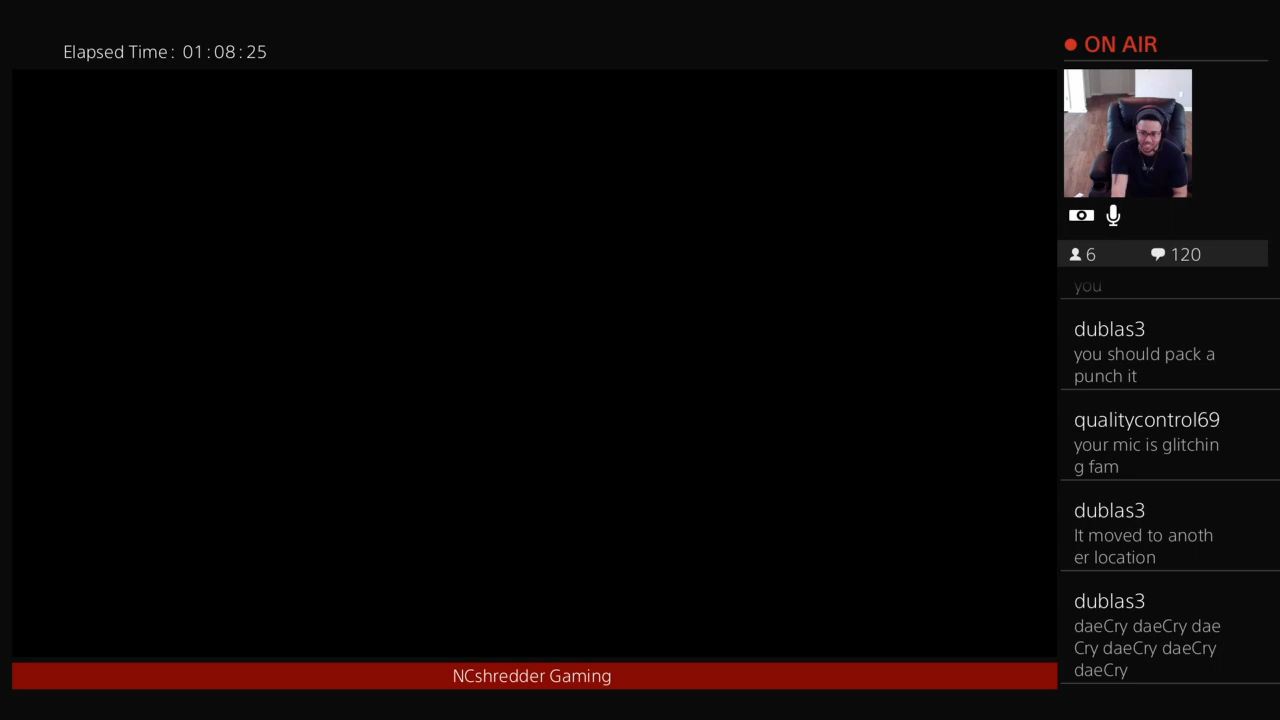 Elapsed Time: 01:08:25
ON AIR
6 120
you
dublas3
you should pack a
punch it
qualitycontrol69
your mic is glitchin
g fam
dublas3
It moved to anoth
er location
dublas3
daeCry daeCry dae
Cry daeCry daeCry
daeCry
NCshredder Gaming